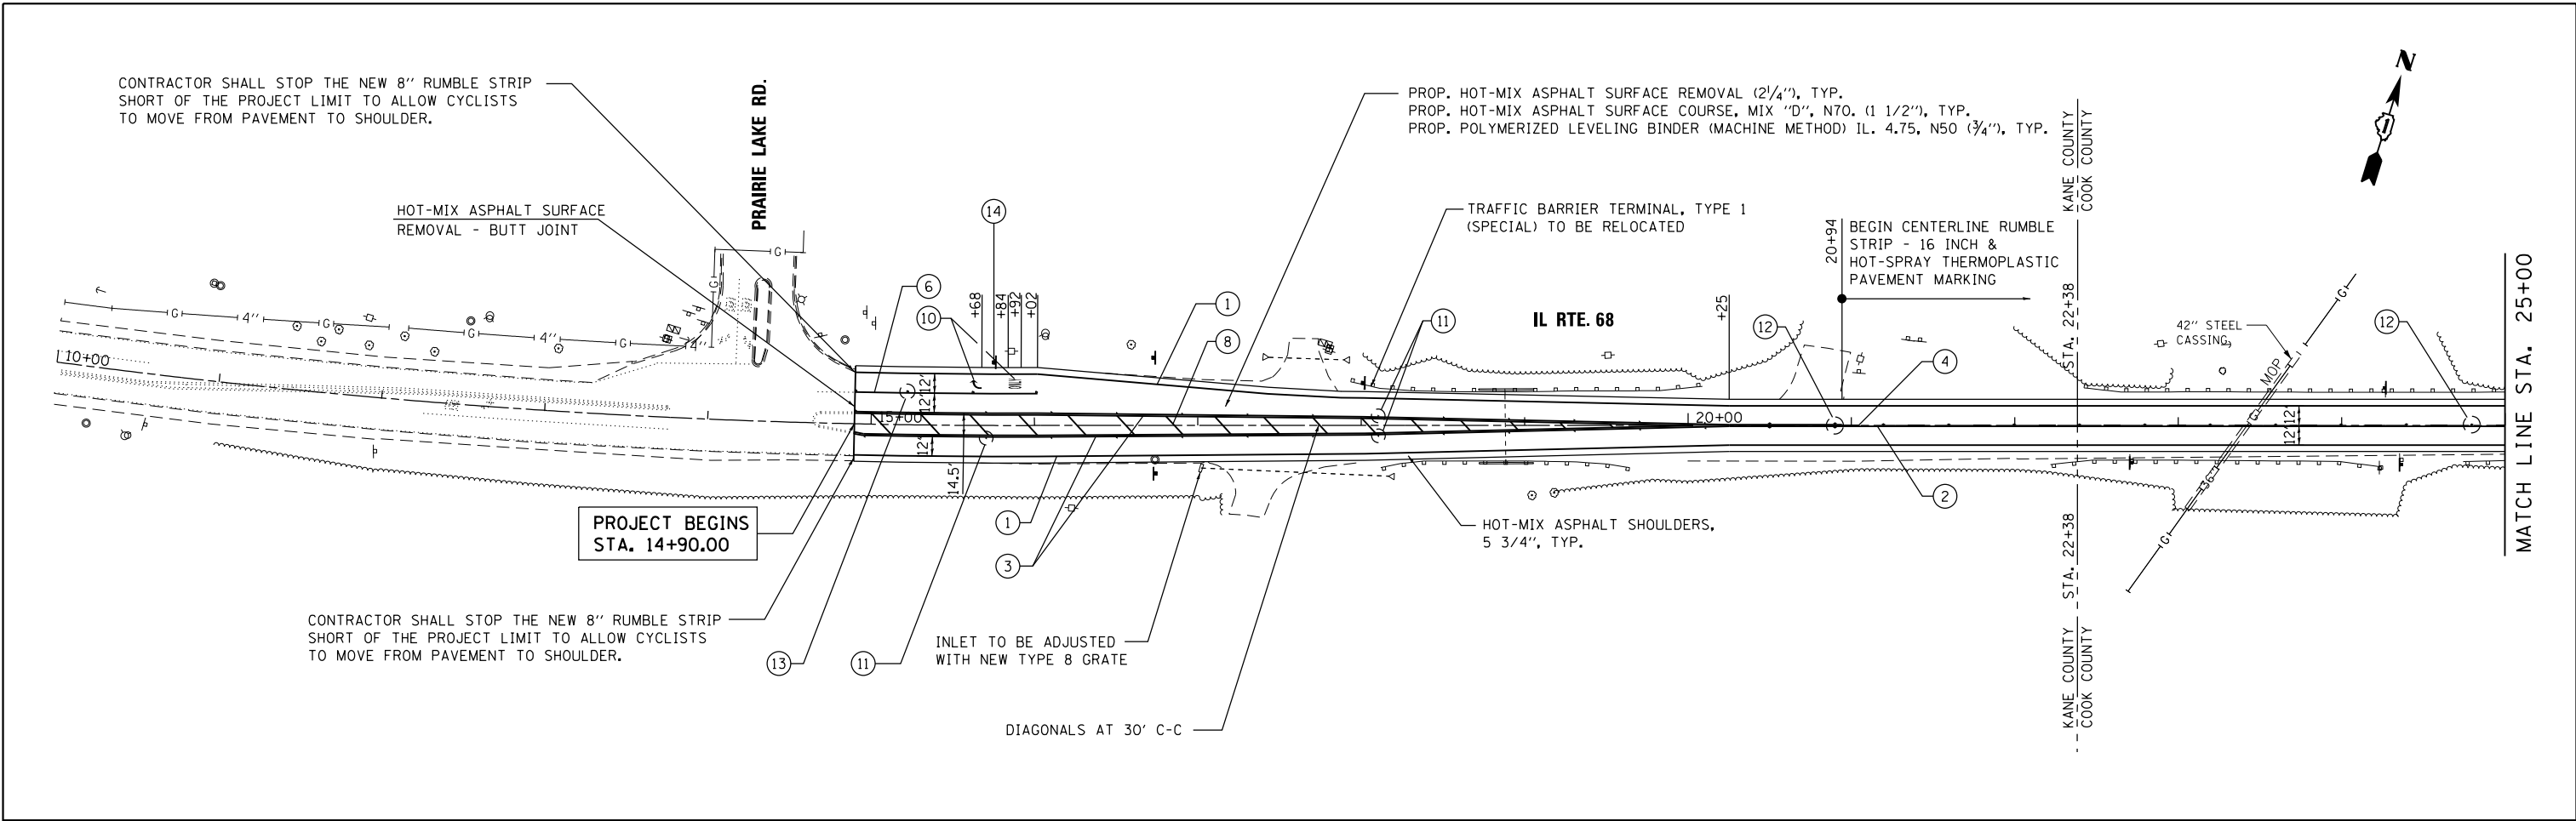 CONTRACTOR SHALL STOP THE NEW 8" RUMBLE STRIP
SHORT OF THE PROJECT LIMIT TO ALLOW CYCLISTS
TO MOVE FROM PAVEMENT TO SHOULDER.
PRAIRIE LAKE RD.
HOT-MIX ASPHALT SURFACE
REMOVAL - BUTT JOINT
PROP. HOT-MIX ASPHALT SURFACE REMOVAL (2 1/4"), TYP.
PROP. HOT-MIX ASPHALT SURFACE COURSE, MIX "D", N70. (1 1/2"), TYP.
PROP. POLYMERIZED LEVELING BINDER (MACHINE METHOD) IL. 4.75, N50 (3/4"), TYP.
N
1
KANE COUNTY
COOK COUNTY
TRAFFIC BARRIER TERMINAL, TYPE 1
(SPECIAL) TO BE RELOCATED
20+94
BEGIN CENTERLINE RUMBLE
STRIP - 16 INCH &
HOT-SPRAY THERMOPLASTIC
PAVEMENT MARKING
STA. 22+38
MATCH LINE STA. 25+00
14
6
10
+68
+84
+92
+02
1
8
11
IL RTE. 68
+25
12
4
42" STEEL
CASING
12
G
G
G
4"
G
G
4"
G
4"
10+00
12'
12'
15+00
12'
14.5'
20+00
MOP
G
G
12'
12'
36"
G
2
PROJECT BEGINS
STA. 14+90.00
1
3
HOT-MIX ASPHALT SHOULDERS,
5 3/4", TYP.
STA. 22+38
KANE COUNTY
COOK COUNTY
CONTRACTOR SHALL STOP THE NEW 8" RUMBLE STRIP
SHORT OF THE PROJECT LIMIT TO ALLOW CYCLISTS
TO MOVE FROM PAVEMENT TO SHOULDER.
13
11
INLET TO BE ADJUSTED
WITH NEW TYPE 8 GRATE
DIAGONALS AT 30' C-C